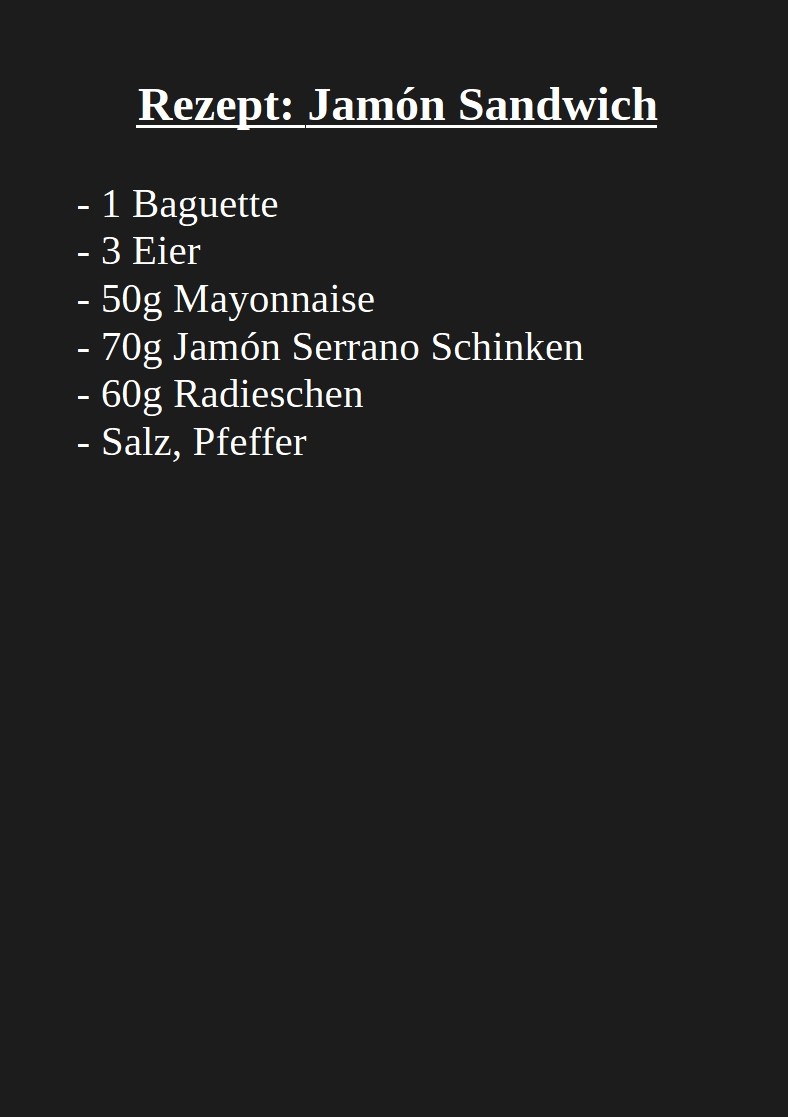 Rezept: Jamón Sandwich
- 1 Baguette
- 3 Eier
- 50g Mayonnaise
- 70g Jamón Serrano Schinken
- 60g Radieschen
- Salz, Pfeffer